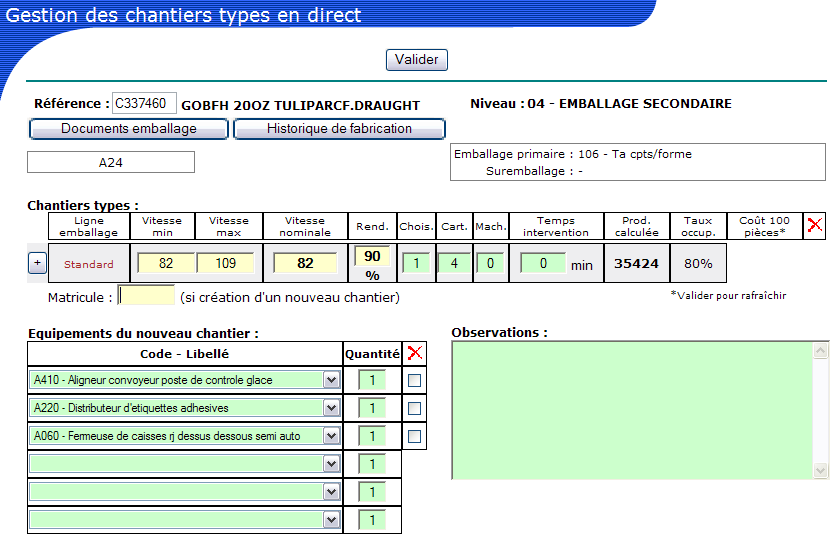 Gestion des chantiers types en direct
Valider
Référence : C337460 GOBFH 20OZ TULIPARCF.DRAUGHT Niveau : 04 - EMBALLAGE SECONDAIRE
Documents emballage Historique de fabrication
A24
Emballage primaire : 106 - Ta cpts/forme
Suremballage : -
Chantiers types :
Ligne emballage Vitesse min Vitesse max Vitesse nominale Rend. Chois. Cart. Mach. Temps intervention Prod. calculée Taux occup. Coût 100 pièces*
+ Standard 82 109 82 90 % 1 4 0 0 min 35424 80%
Matricule : (si création d'un nouveau chantier) *Valider pour rafraîchir
Equipements du nouveau chantier :
Code - Libellé Quantité
A410 - Aligneur convoyeur poste de controle glace 1
A220 - Distributeur d'etiquettes adhesives 1
A060 - Fermeuse de caisses rj dessus dessous semi auto 1
1
1
1
Observations :